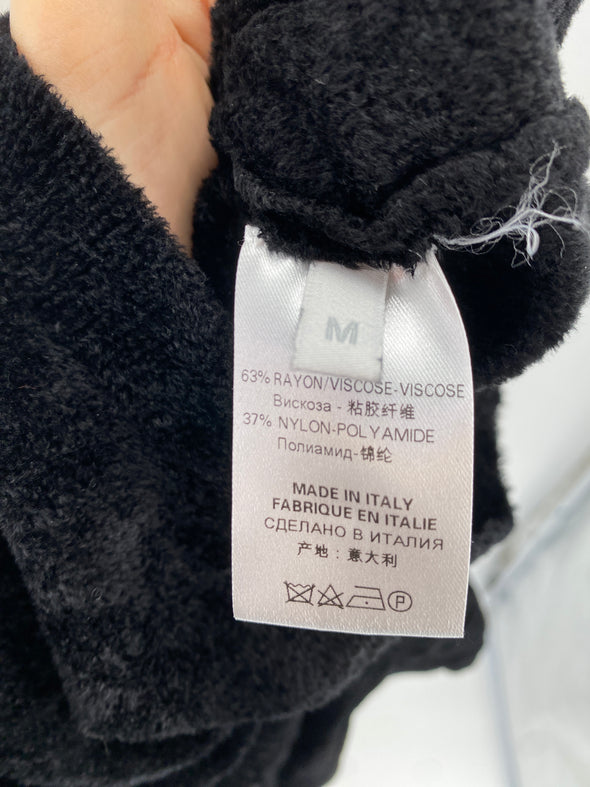 M
63% RAYON/VISCOSE-VISCOSE
Вискоза - 粘胶纤维
37% NYLON-POLYAMIDE
Полиамид-锦纶
MADE IN ITALY
FABRIQUE EN ITALIE
СДЕЛАНО В ИТАЛИЯ
产地：意大利
P